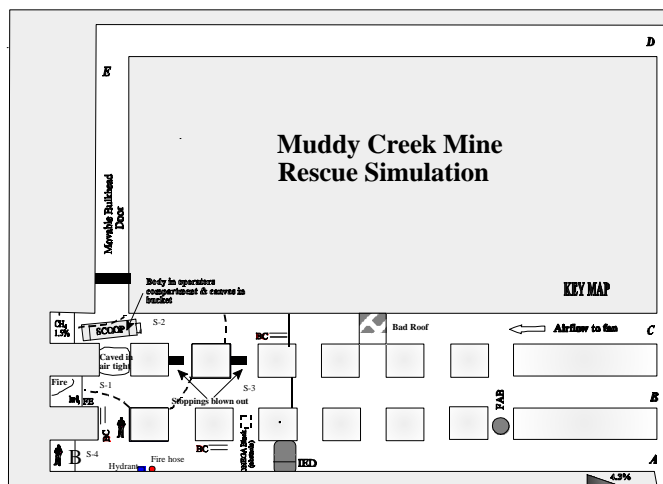 D
E
Muddy Creek Mine
Rescue Simulation
Movable Bulkhead
Door
Body in operators
compartment & canvas in
bucket
KEY MAP
CH4
1.9%
SCOOP
S-2
BC
Bad Roof
Airflow to fan
C
Caved in
air tight
Fire
S-1
FE
Stoppings blown out
S-3
B
FAB
BC
BC
B
S-4
Hydrant
Fire hose
IED
A
4.3%